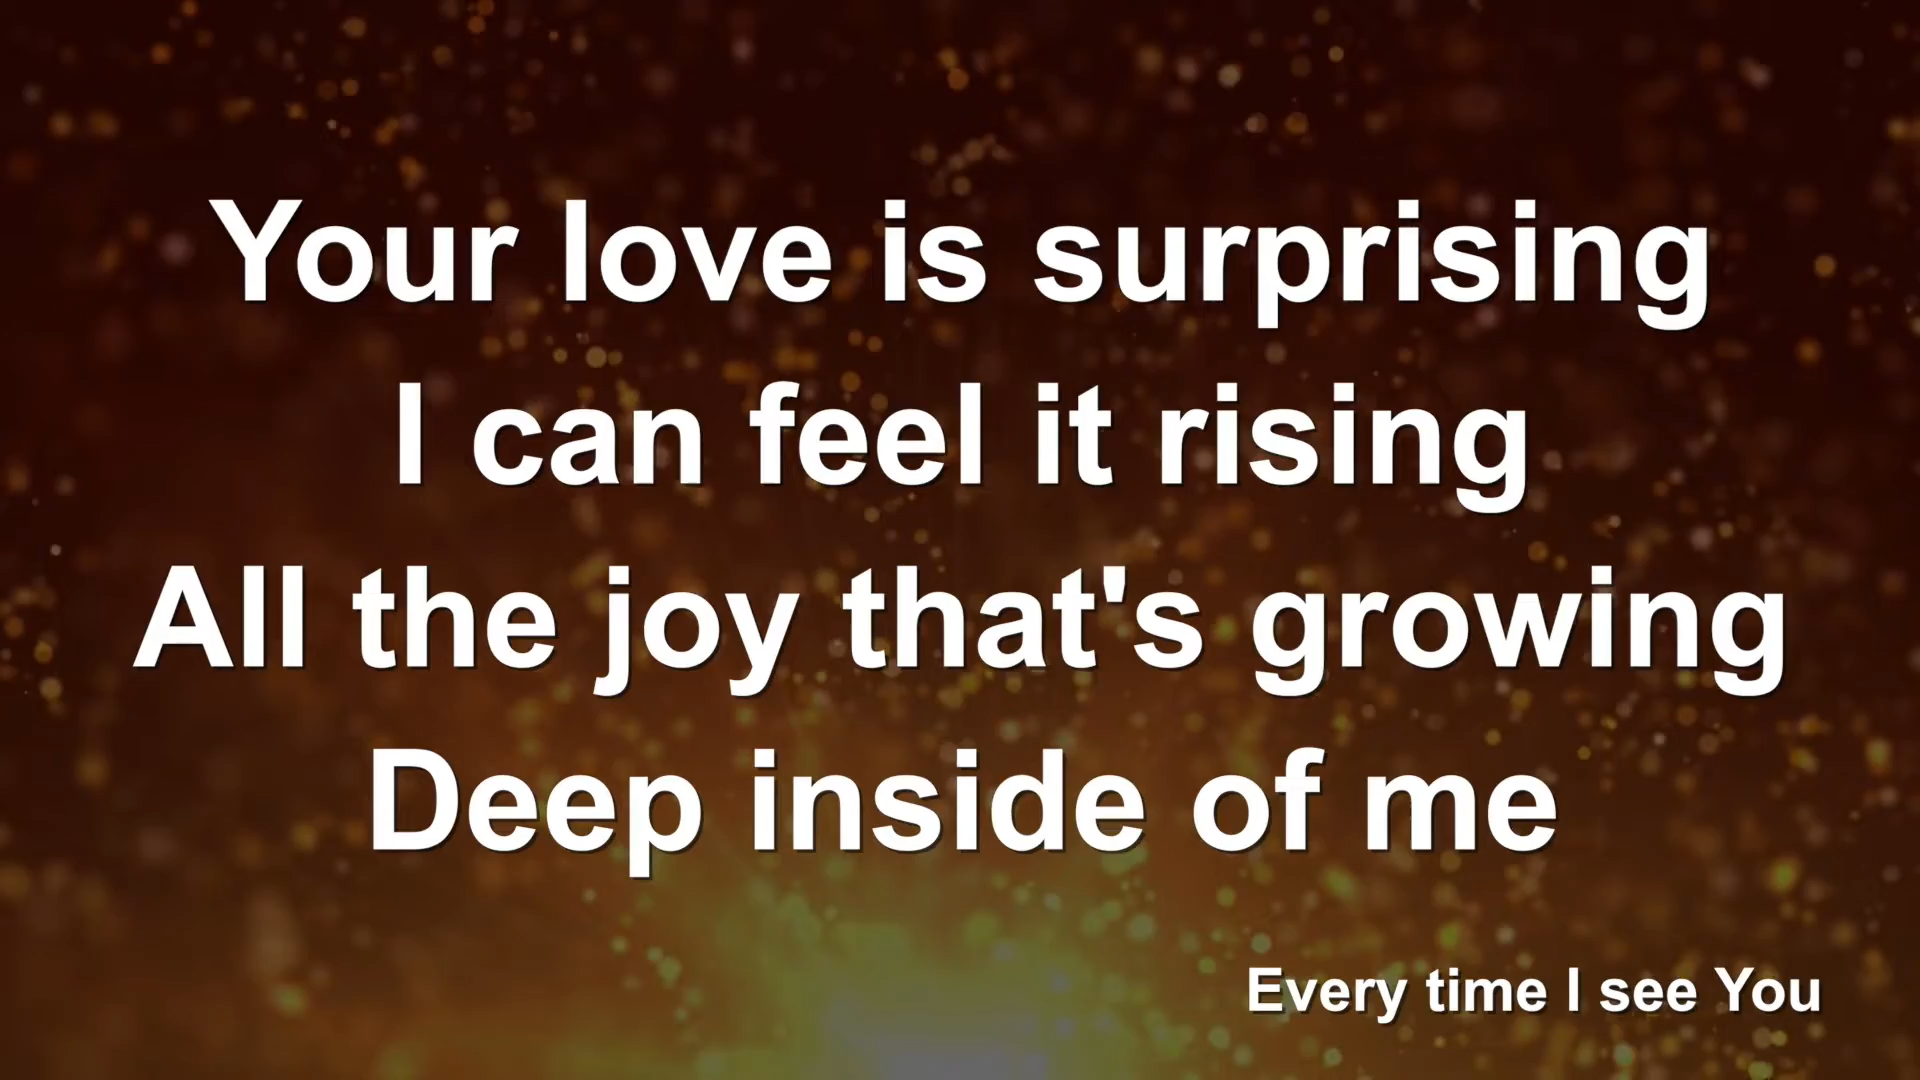 Your love is surprising
I can feel it rising
All the joy that's growing
Deep inside of me
Every time I see You